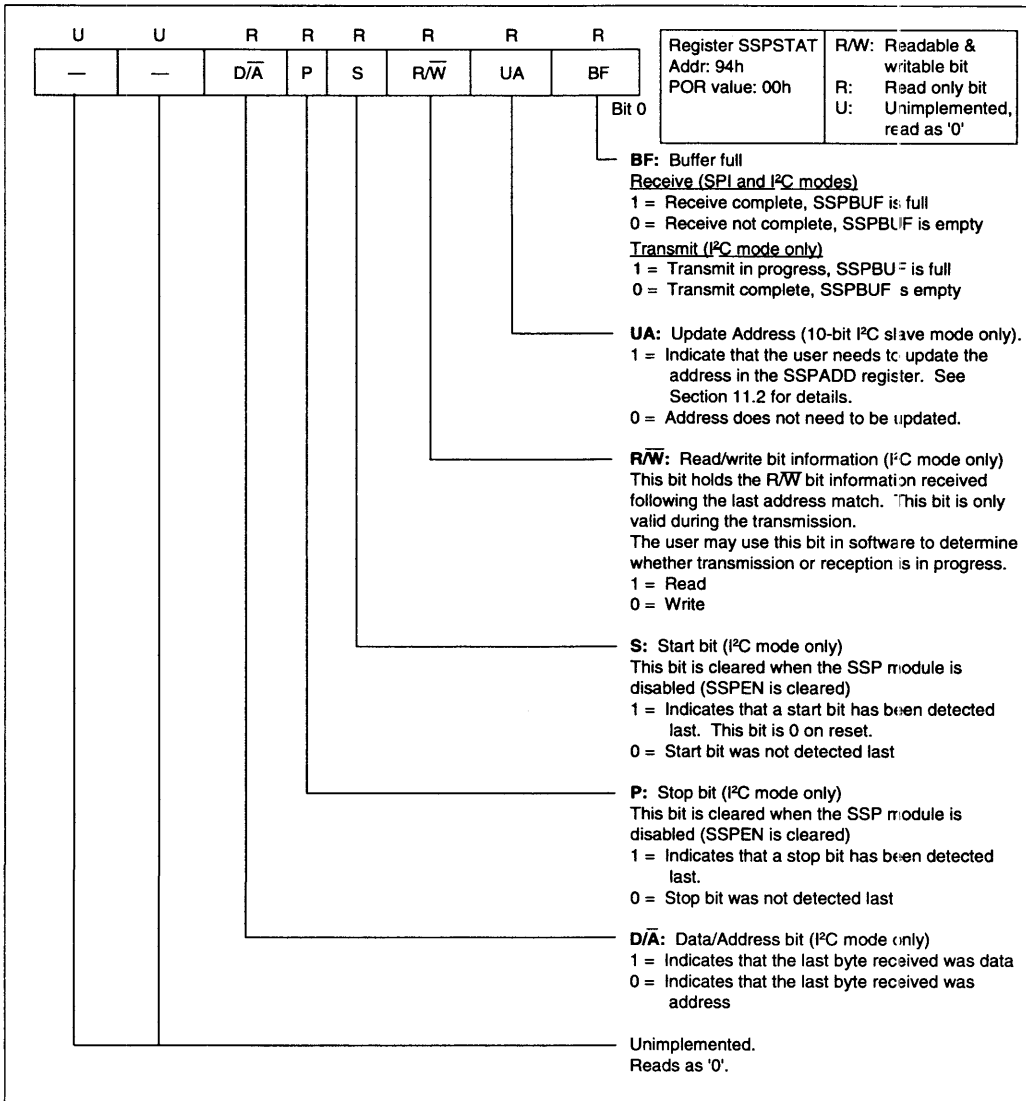 U U R R R R R R
— — D/A̅ P S R/W̅ UA BF
Bit 0
Register SSPSTAT
Addr: 94h
POR value: 00h
R/W: Readable &
writable bit
R: Read only bit
U: Unimplemented,
read as '0'
BF: Buffer full
Receive (SPI and I²C modes)
1 = Receive complete, SSPBUF is full
0 = Receive not complete, SSPBUF is empty
Transmit (I²C mode only)
1 = Transmit in progress, SSPBUF is full
0 = Transmit complete, SSPBUF is empty
UA: Update Address (10-bit I²C slave mode only).
1 = Indicate that the user needs to update the
address in the SSPADD register. See
Section 11.2 for details.
0 = Address does not need to be updated.
R/W̅: Read/write bit information (I²C mode only)
This bit holds the R/W̅ bit information received
following the last address match. This bit is only
valid during the transmission.
The user may use this bit in software to determine
whether transmission or reception is in progress.
1 = Read
0 = Write
S: Start bit (I²C mode only)
This bit is cleared when the SSP module is
disabled (SSPEN is cleared)
1 = Indicates that a start bit has been detected
last. This bit is 0 on reset.
0 = Start bit was not detected last
P: Stop bit (I²C mode only)
This bit is cleared when the SSP module is
disabled (SSPEN is cleared)
1 = Indicates that a stop bit has been detected
last.
0 = Stop bit was not detected last
D/A̅: Data/Address bit (I²C mode only)
1 = Indicates that the last byte received was data
0 = Indicates that the last byte received was
address
Unimplemented.
Reads as '0'.